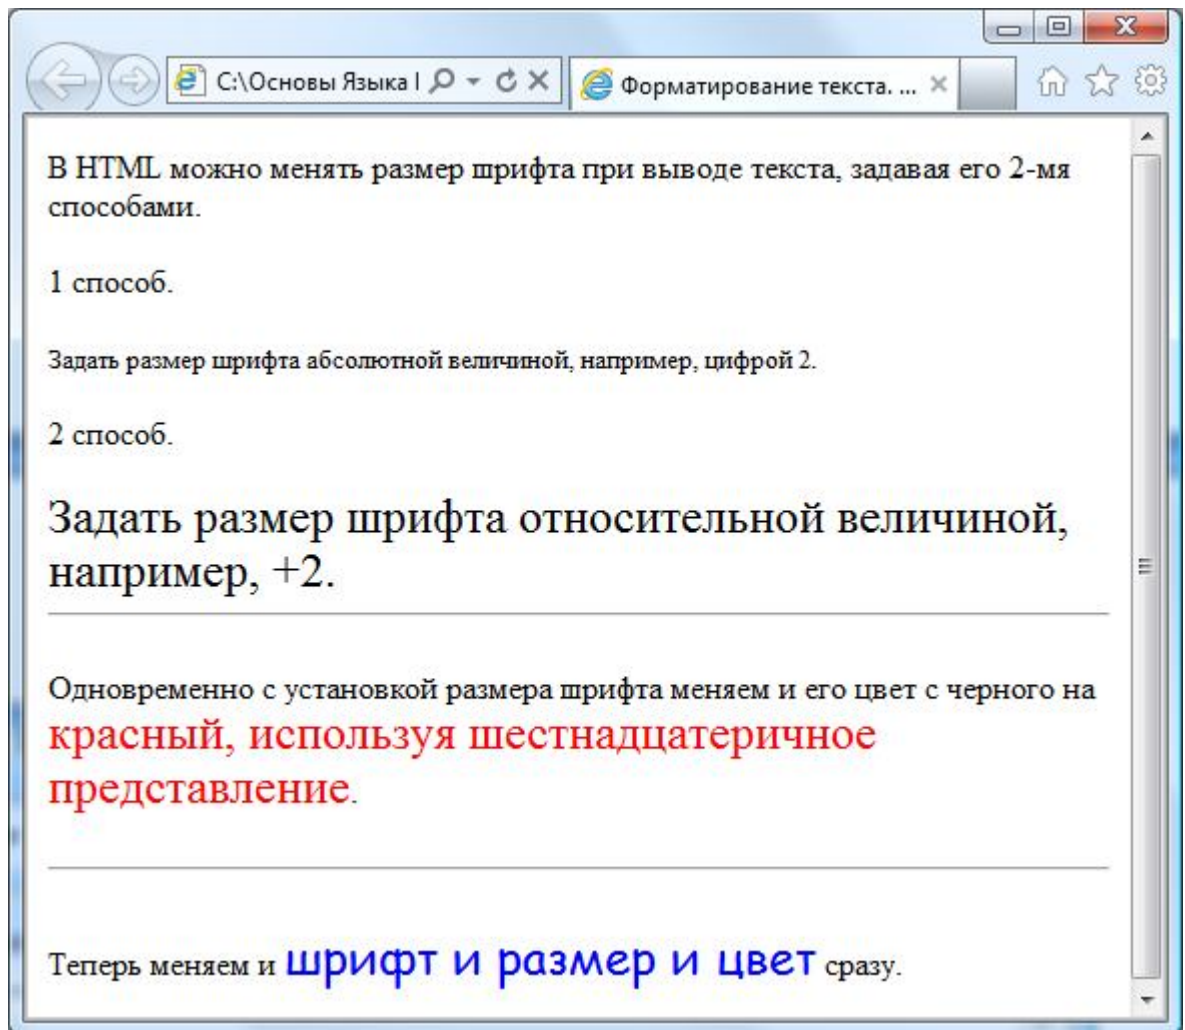 C:\Основы Языка
Форматирование текста. ...
В HTML можно менять размер шрифта при выводе текста, задавая его 2-мя
способами.
1 способ.
Задать размер шрифта абсолютной величиной, например, цифрой 2.
2 способ.
Задать размер шрифта относительной величиной,
например, +2.
Одновременно с установкой размера шрифта меняем и его цвет с черного на
красный, используя шестнадцатеричное
представление.
Теперь меняем и шрифт и размер и цвет сразу.